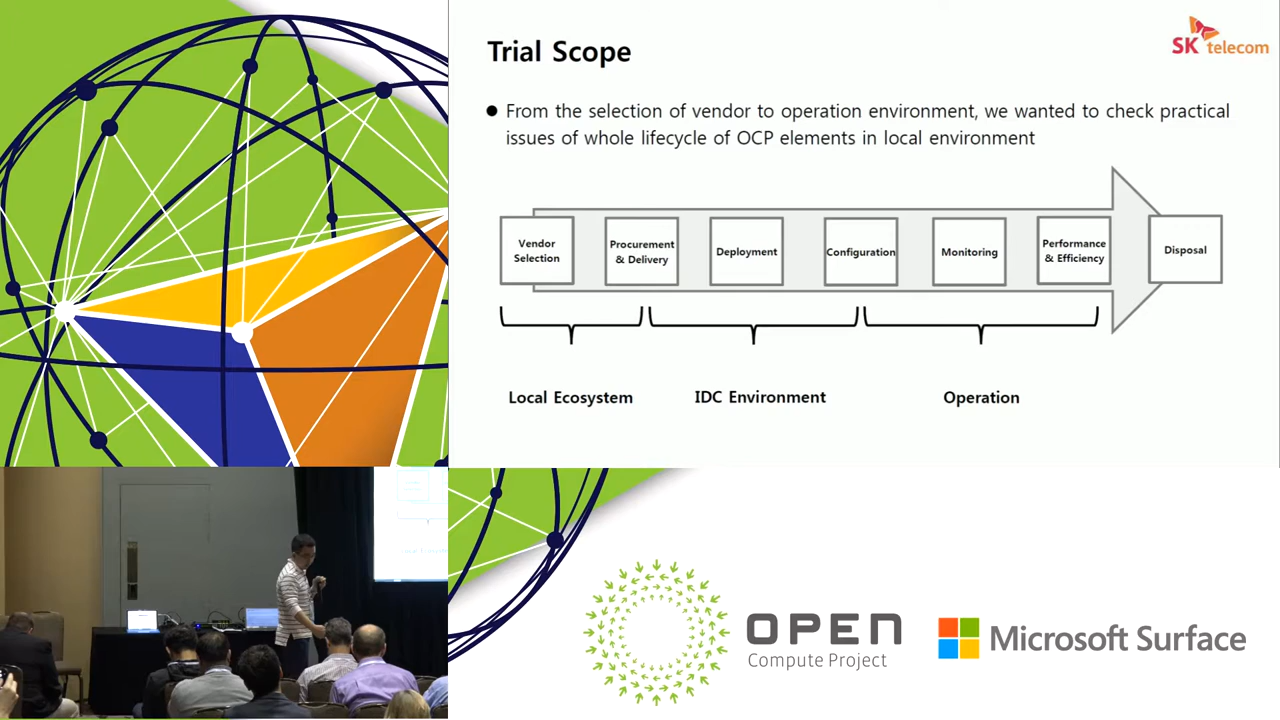 Trial Scope
SK telecom
● From the selection of vendor to operation environment, we wanted to check practical
issues of whole lifecycle of OCP elements in local environment
Vendor
Selection
Procurement
& Delivery
Deployment
Configuration
Monitoring
Performance
& Efficiency
Disposal
Local Ecosystem
IDC Environment
Operation
OPEN
Compute Project
Microsoft Surface